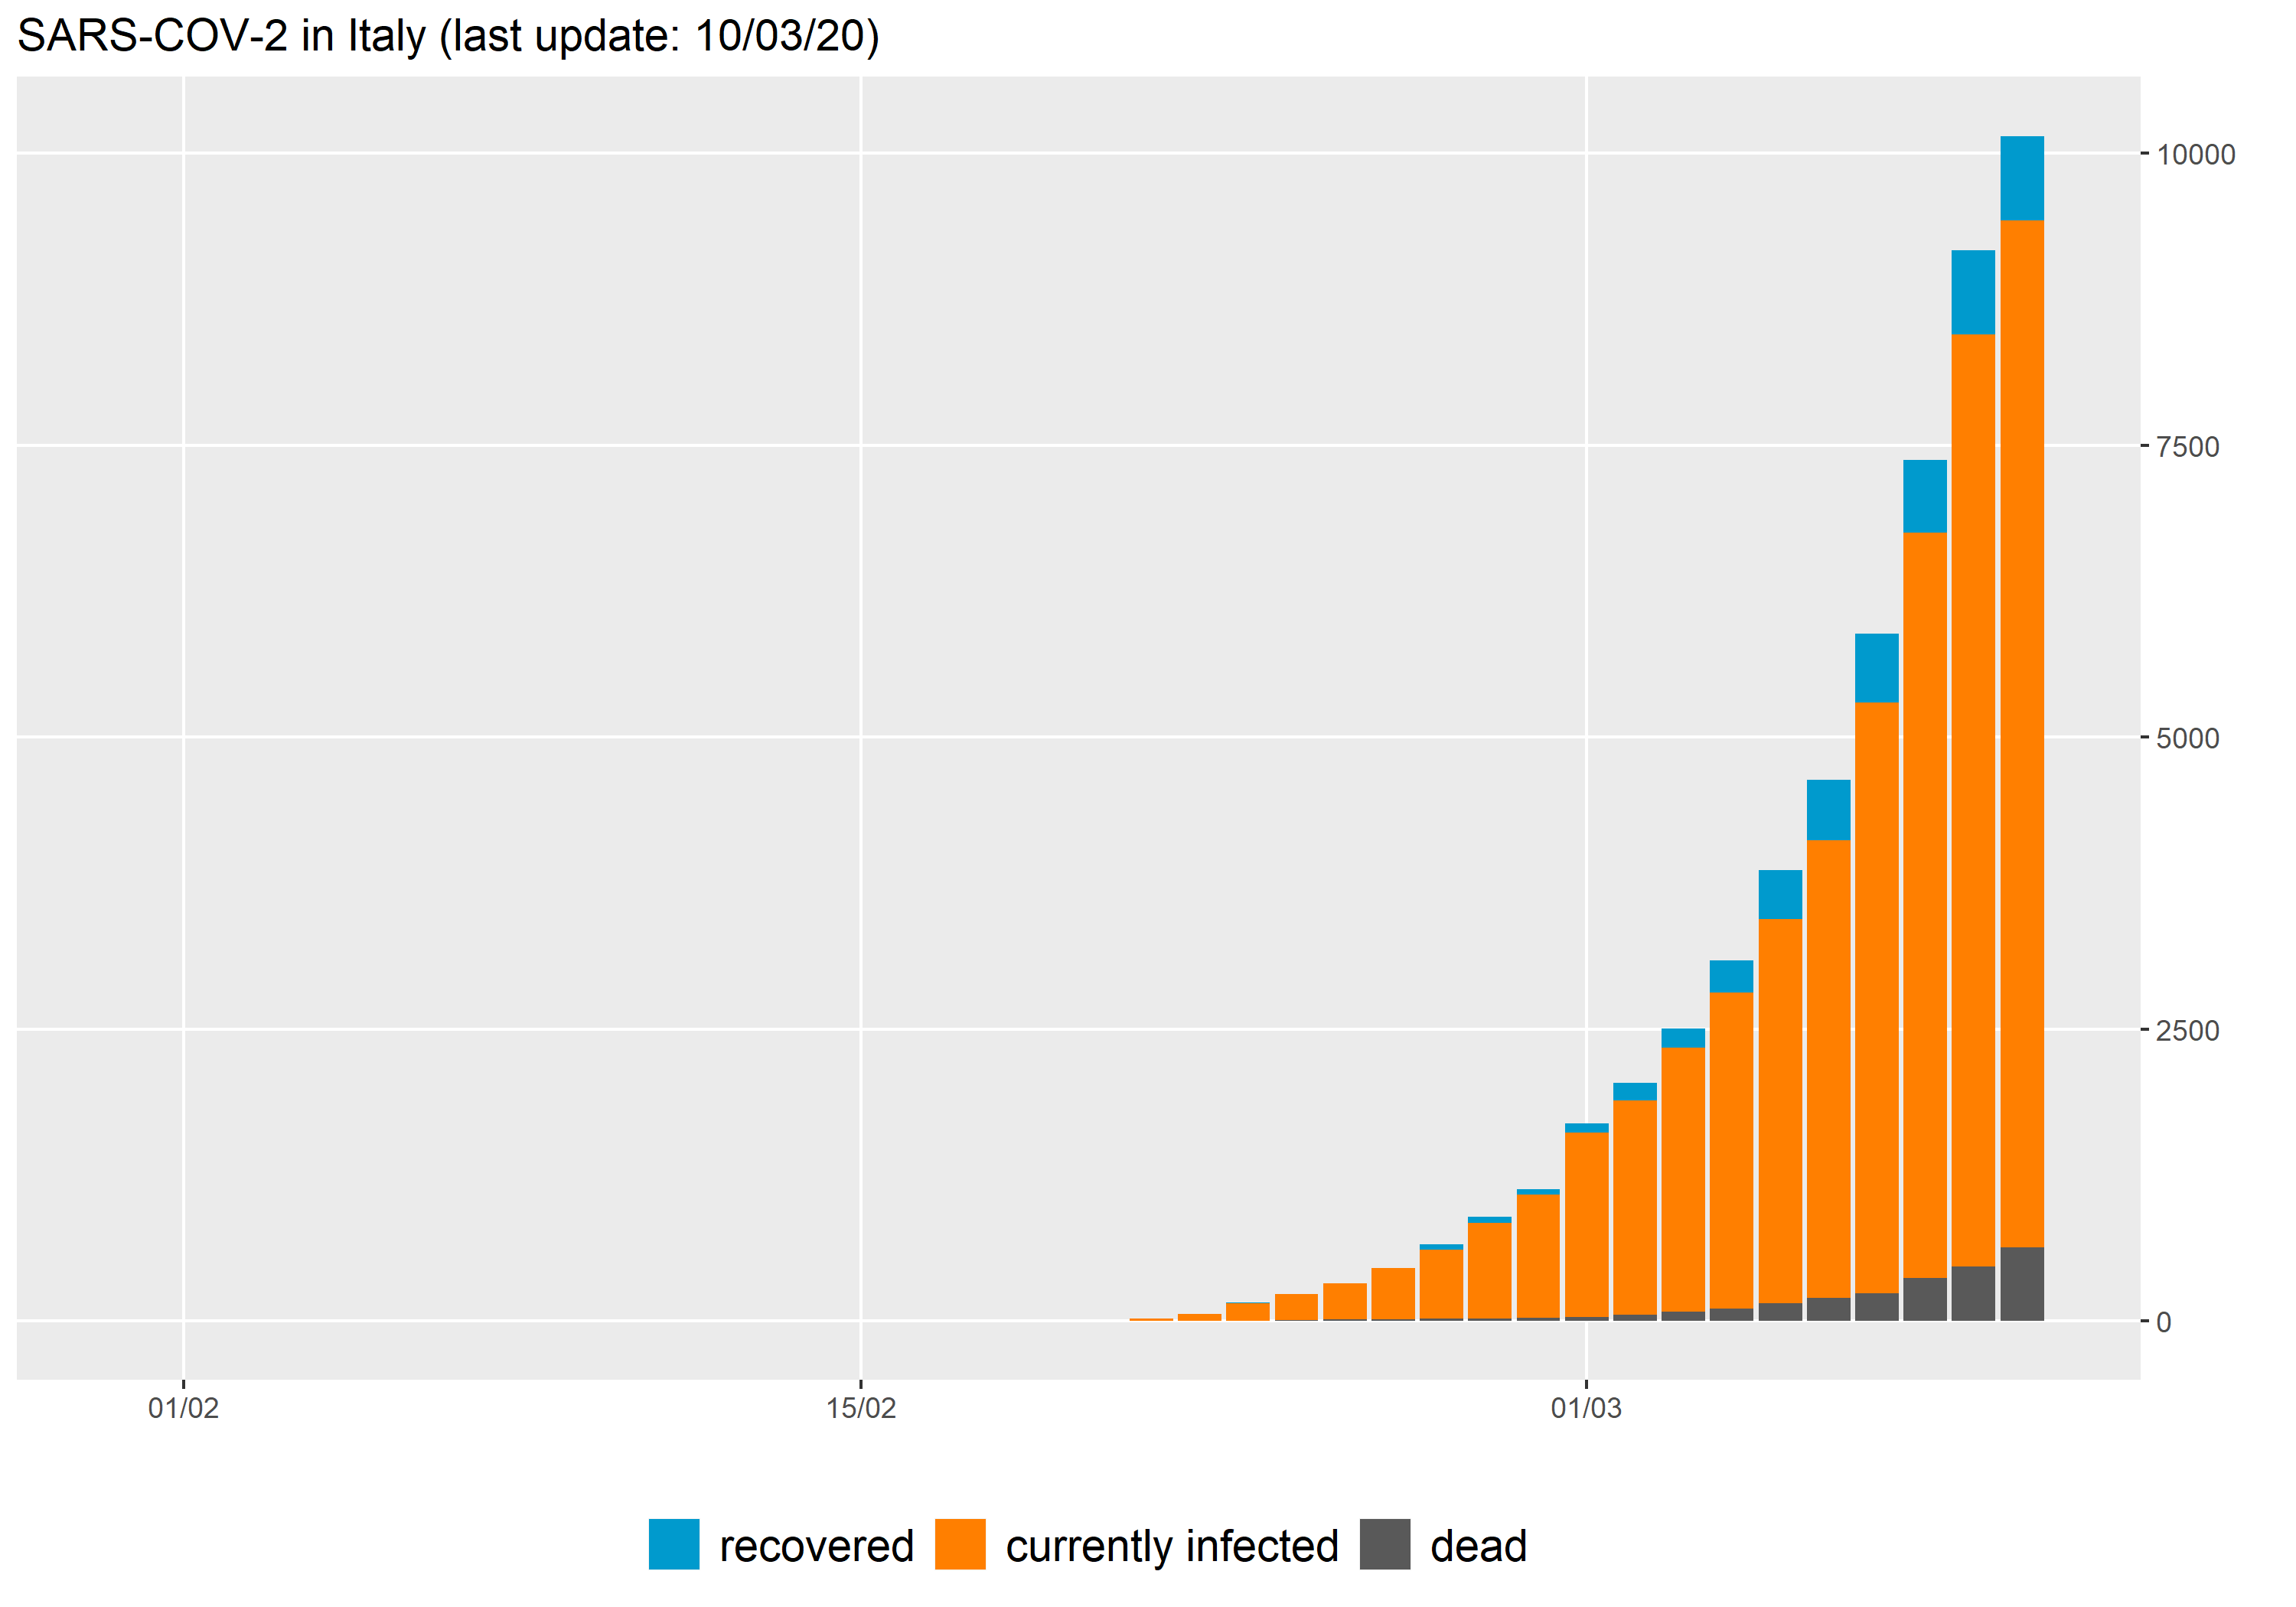 SARS-COV-2 in Italy (last update: 10/03/20)
10000
7500
5000
2500
0
01/02 15/02 01/03
recovered currently infected dead